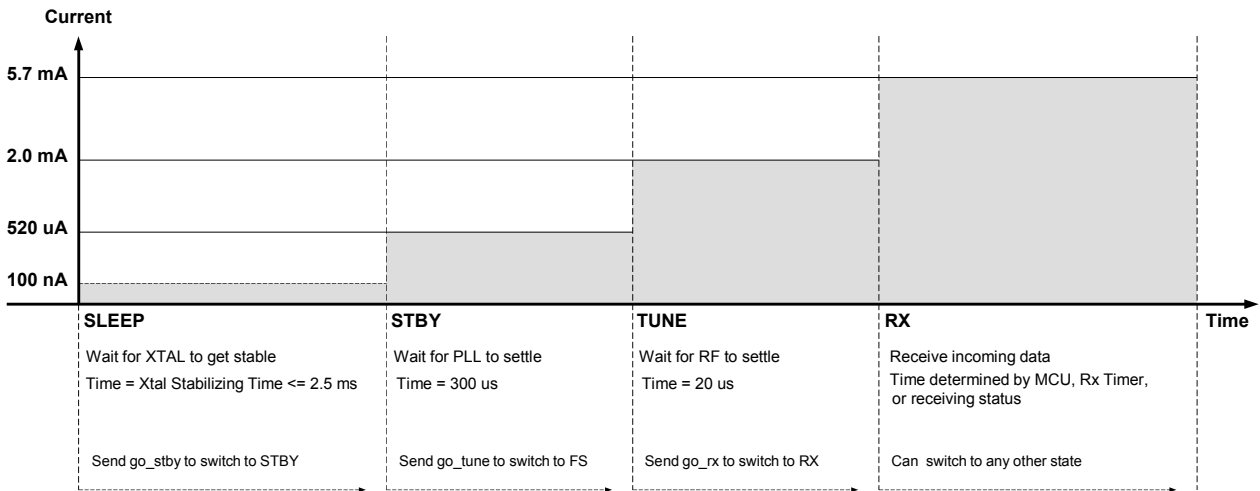 Current
5.7 mA
2.0 mA
520 uA
100 nA
SLEEP
STBY
TUNE
RX
Time
Wait for XTAL to get stable
Time = Xtal Stabilizing Time <= 2.5 ms
Wait for PLL to settle
Time = 300 us
Wait for RF to settle
Time = 20 us
Receive incoming data
Time determined by MCU, Rx Timer,
or receiving status
Send go_stby to switch to STBY
Send go_tune to switch to FS
Send go_rx to switch to RX
Can switch to any other state